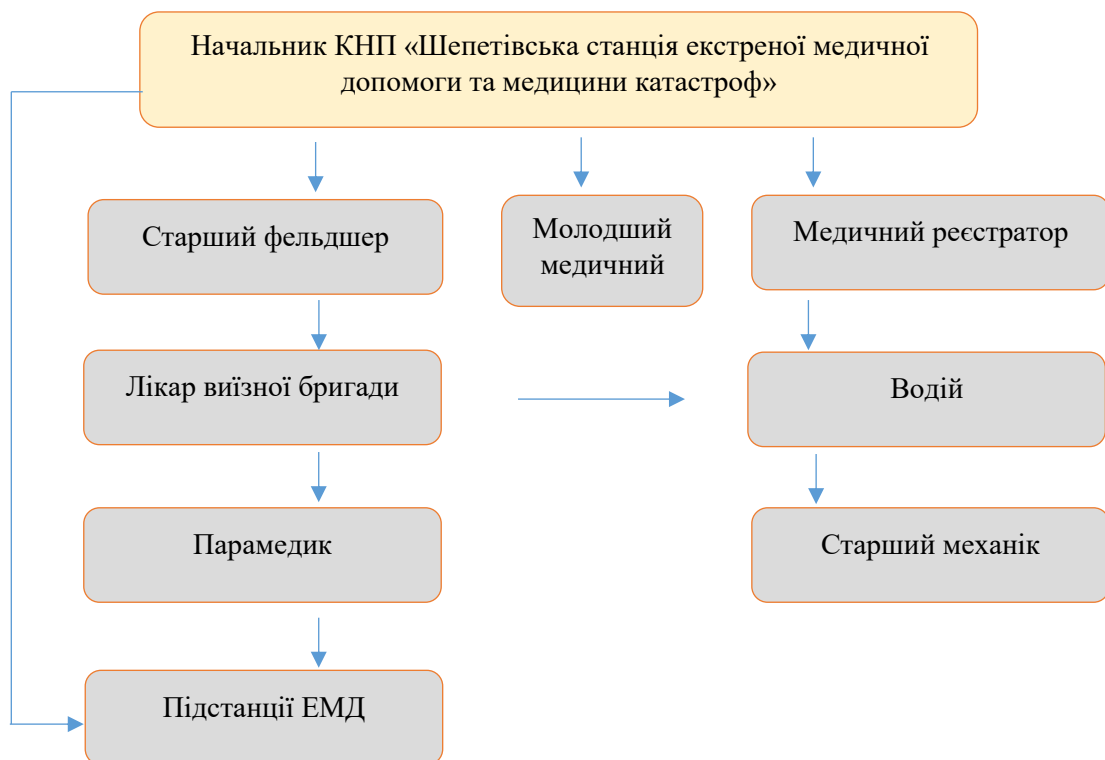 Начальник КНП «Шепетівська станція екстреної медичної
допомоги та медицини катастроф»
Старший фельдшер
Молодший
медичний
Медичний реєстратор
Лікар виїзної бригади
Водій
Парамедик
Старший механік
Підстанції ЕМД